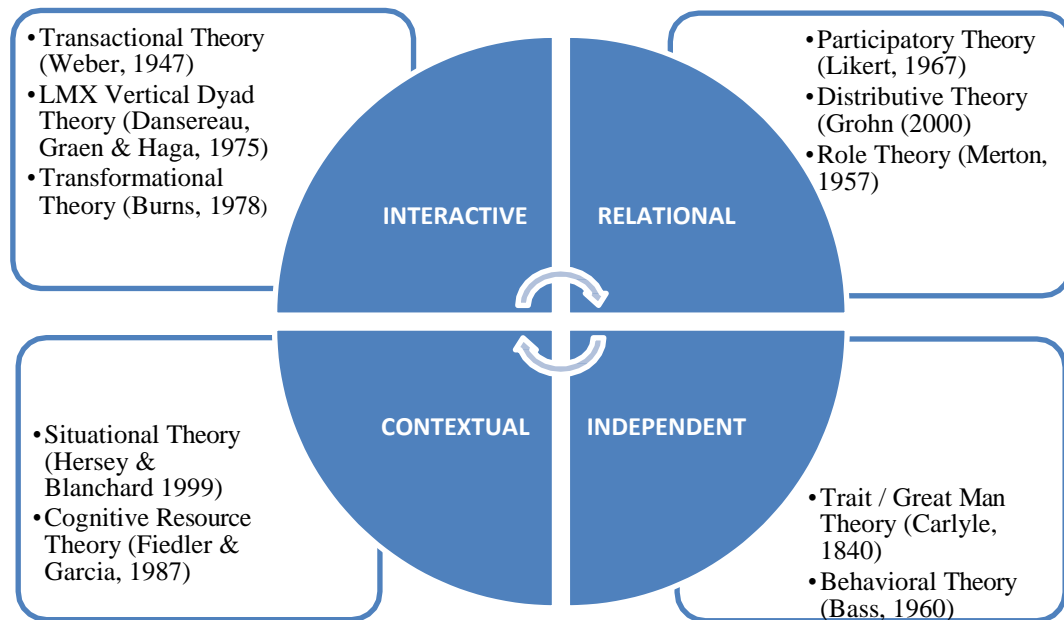 •Transactional Theory
(Weber, 1947)
•LMX Vertical Dyad
Theory (Dansereau,
Graen & Haga, 1975)
•Transformational
Theory (Burns, 1978)
•Participatory Theory
(Likert, 1967)
•Distributive Theory
(Grohn (2000)
•Role Theory (Merton,
1957)
INTERACTIVE
RELATIONAL
CONTEXTUAL
INDEPENDENT
•Situational Theory
(Hersey &
Blanchard 1999)
•Cognitive Resource
Theory (Fiedler &
Garcia, 1987)
•Trait / Great Man
Theory (Carlyle,
1840)
•Behavioral Theory
(Bass, 1960)